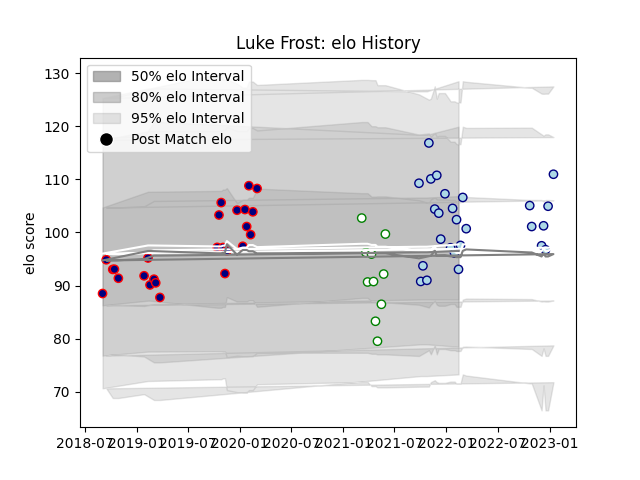 Luke Frost: elo History
50% elo Interval
80% elo Interval
95% elo Interval
Post Match elo
elo score
130
120
110
100
90
80
70
2018-07 2019-01 2019-07 2020-01 2020-07 2021-01 2021-07 2022-01 2022-07 2023-01